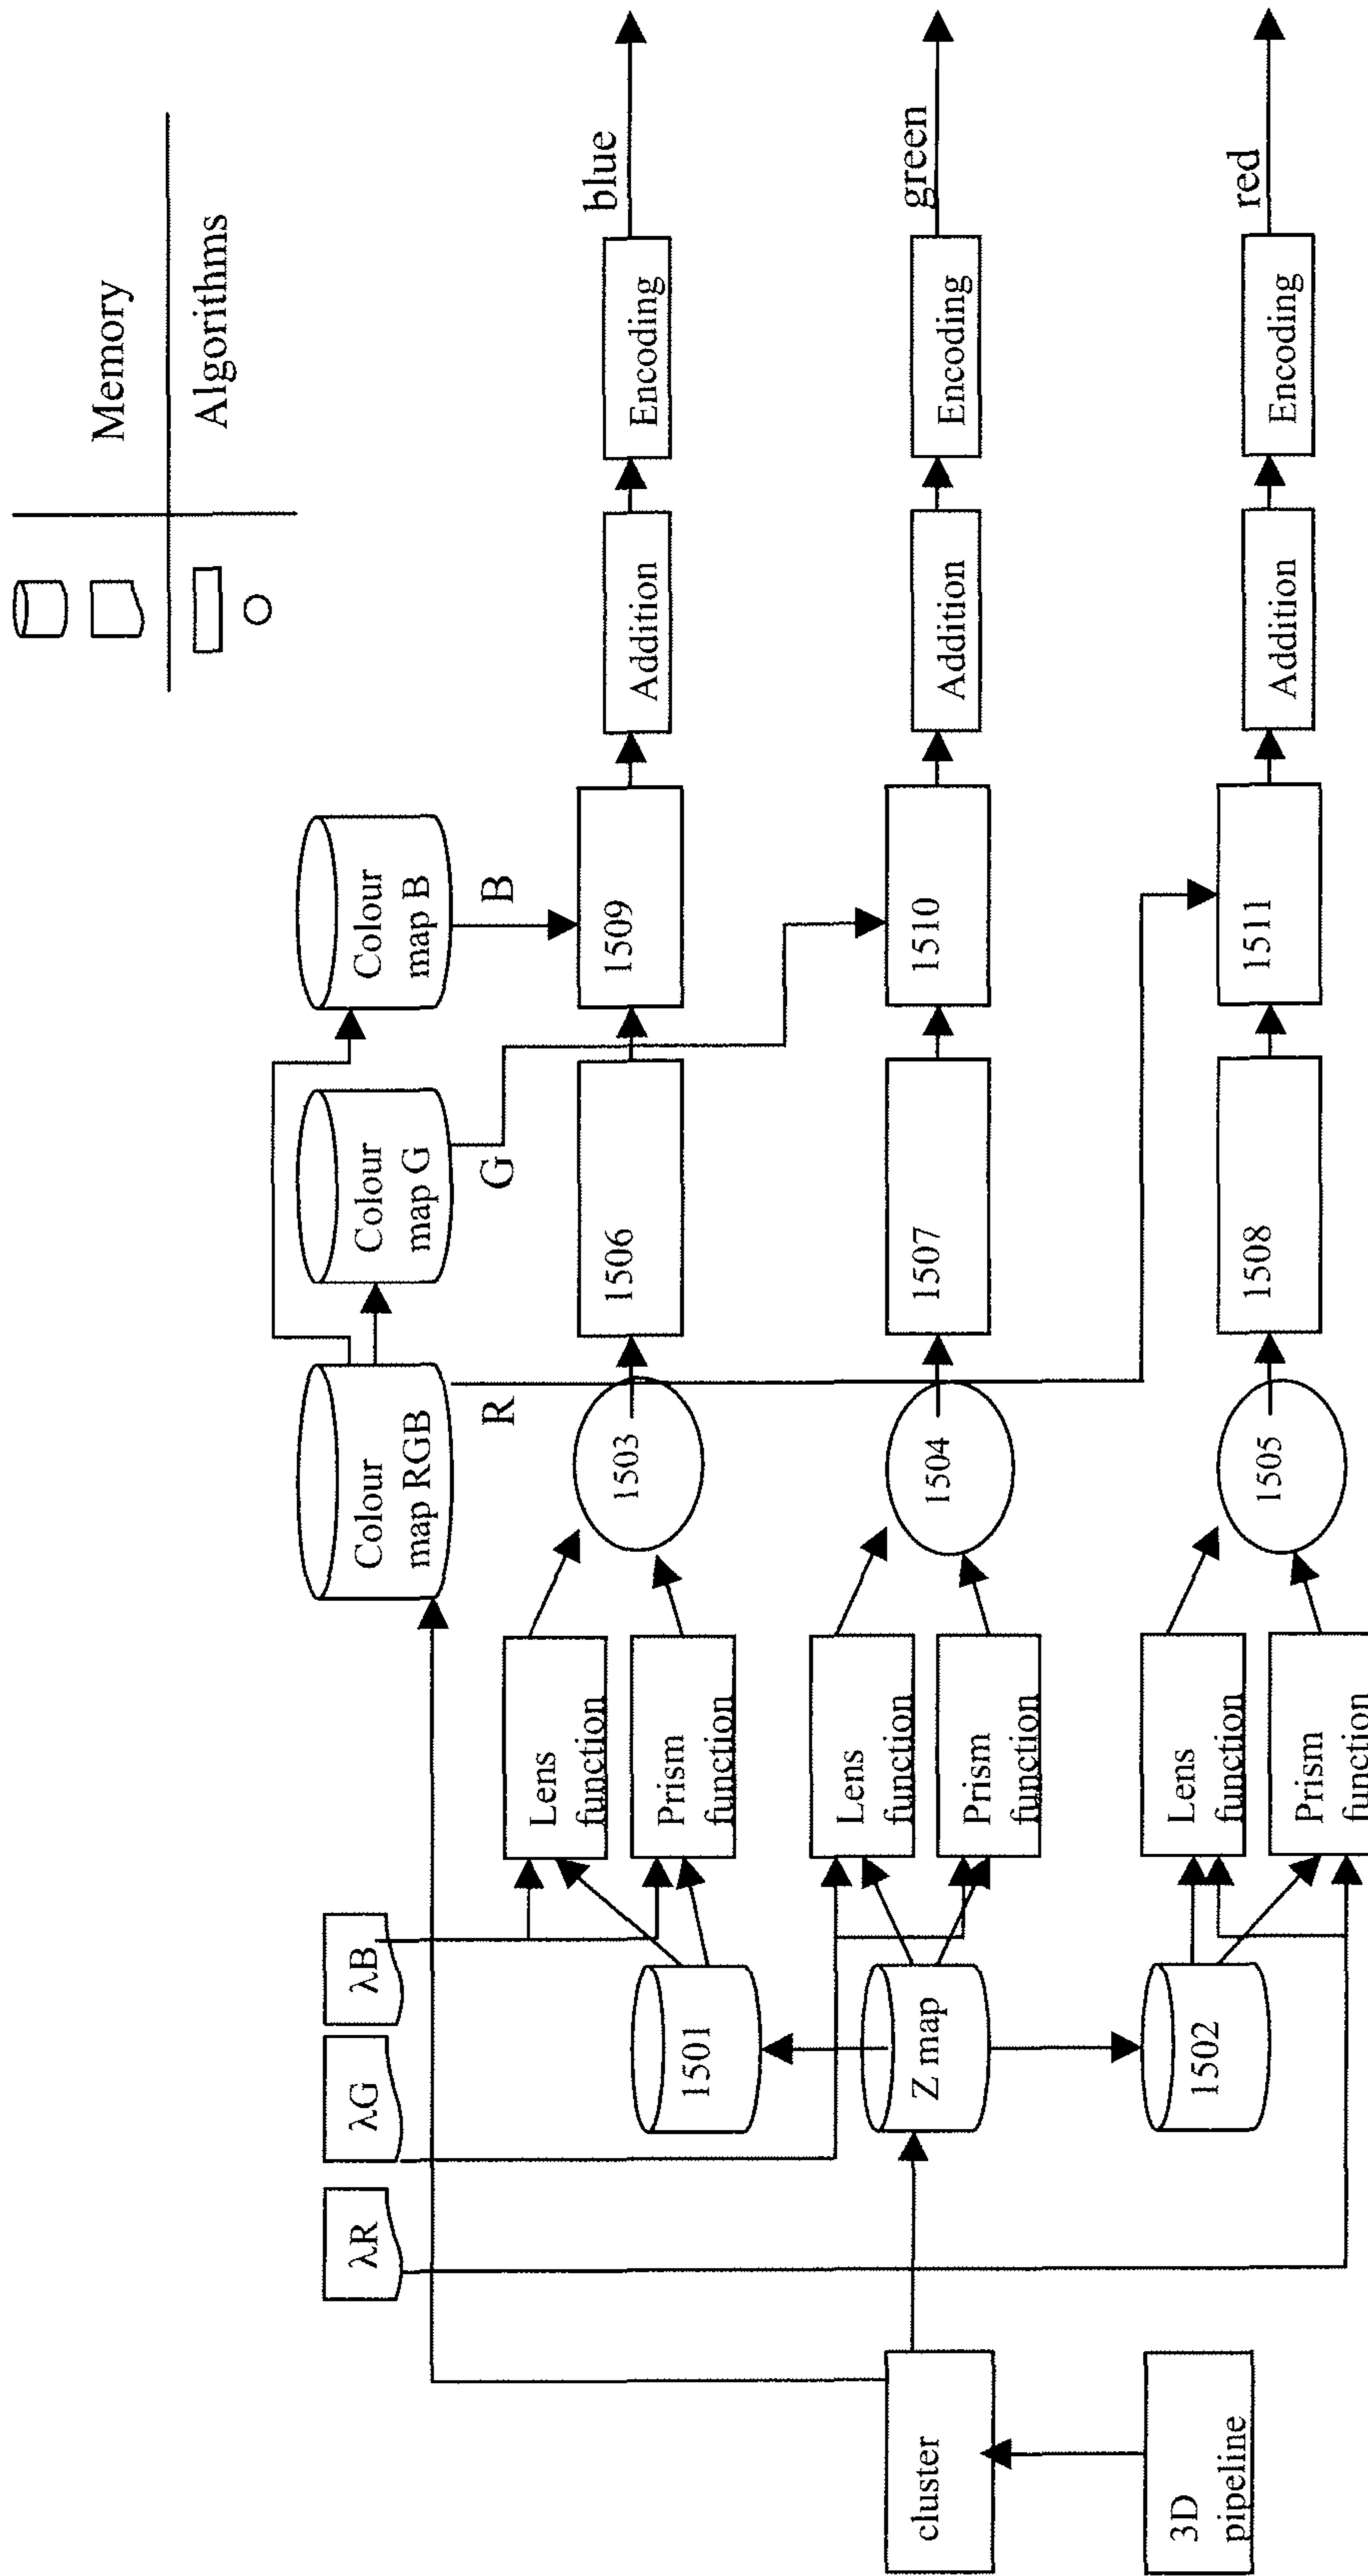 Memory
Algorithms
λR
λG
λB
Colour
map RGB
Colour
map G
Colour
map B
R
G
B
1501
Lens
function
Prism
function
1503
1506
1509
Addition
Encoding
blue
cluster
Z map
Lens
function
Prism
function
1504
1507
1510
Addition
Encoding
green
3D
pipeline
1502
Lens
function
Prism
function
1505
1508
1511
Addition
Encoding
red